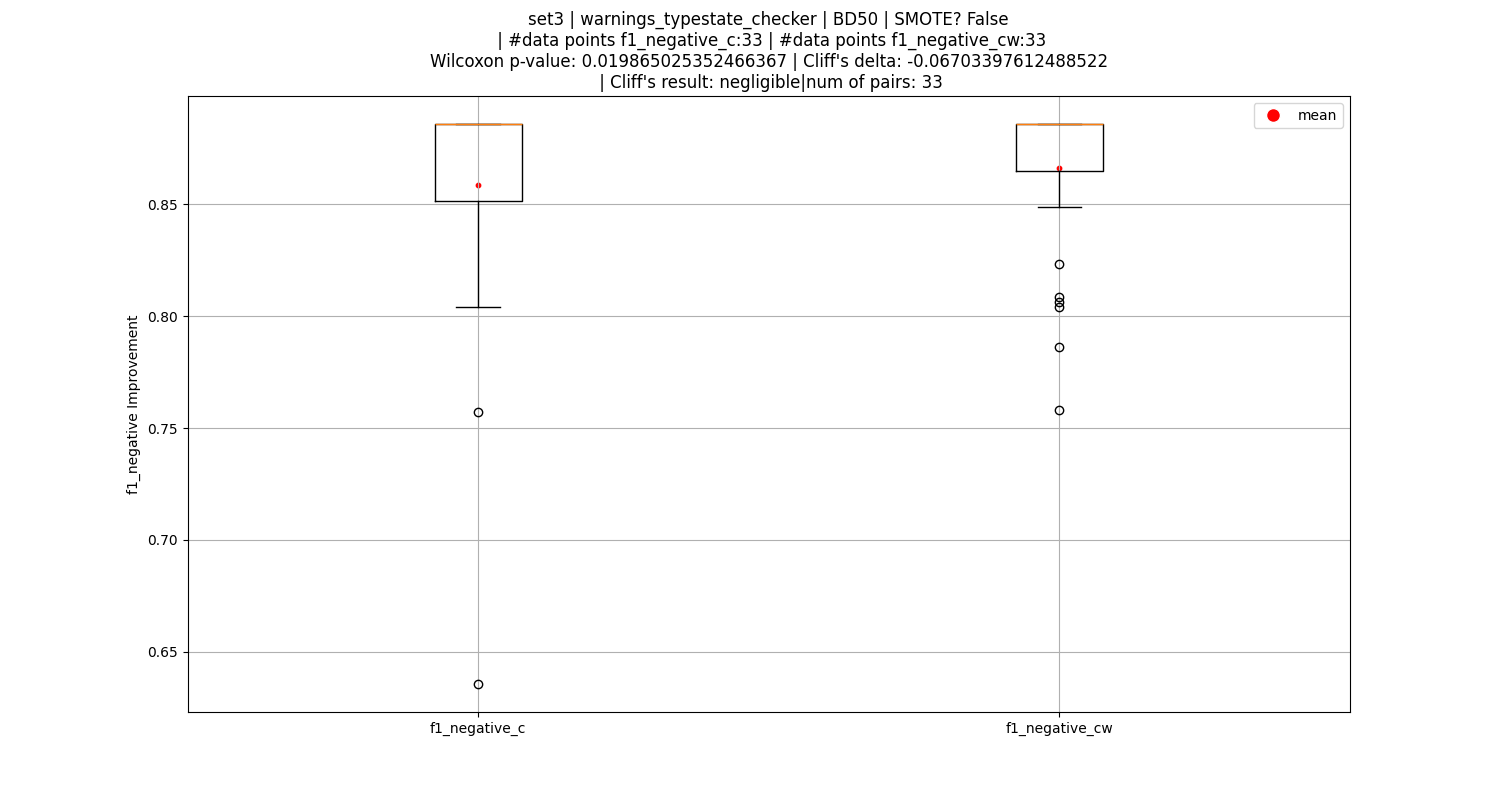 set3 | warnings_typestate_checker | BD50 | SMOTE? False
| #data points f1_negative_c:33 | #data points f1_negative_cw:33
Wilcoxon p-value: 0.019865025352466367 | Cliff's delta: -0.06703397612488522
| Cliff's result: negligible|num of pairs: 33
mean
0.85
0.80
0.75
0.70
0.65
f1_negative Improvement
f1_negative_c
f1_negative_cw